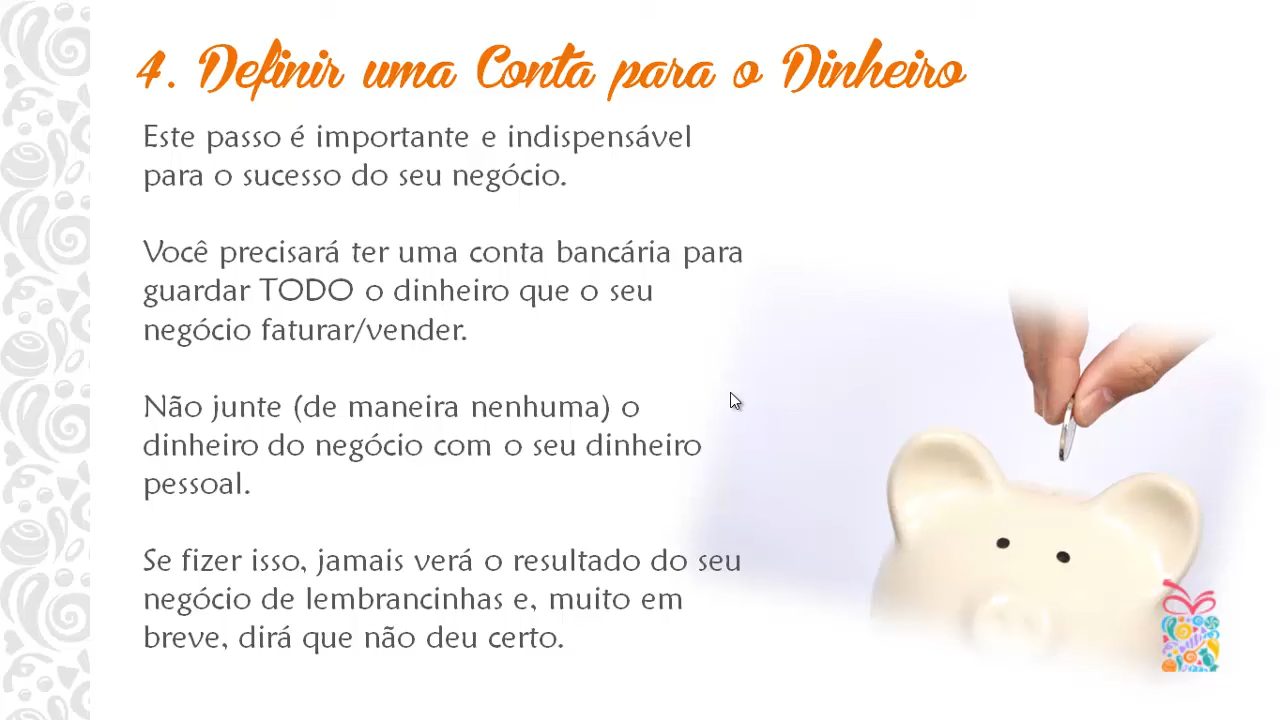 4. Definir uma Conta para o Dinheiro
Este passo é importante e indispensável
para o sucesso do seu negócio.
Você precisará ter uma conta bancária para
guardar TODO o dinheiro que o seu
negócio faturar/vender.
Não junte (de maneira nenhuma) o
dinheiro do negócio com o seu dinheiro
pessoal.
Se fizer isso, jamais verá o resultado do seu
negócio de lembrancinhas e, muito em
breve, dirá que não deu certo.